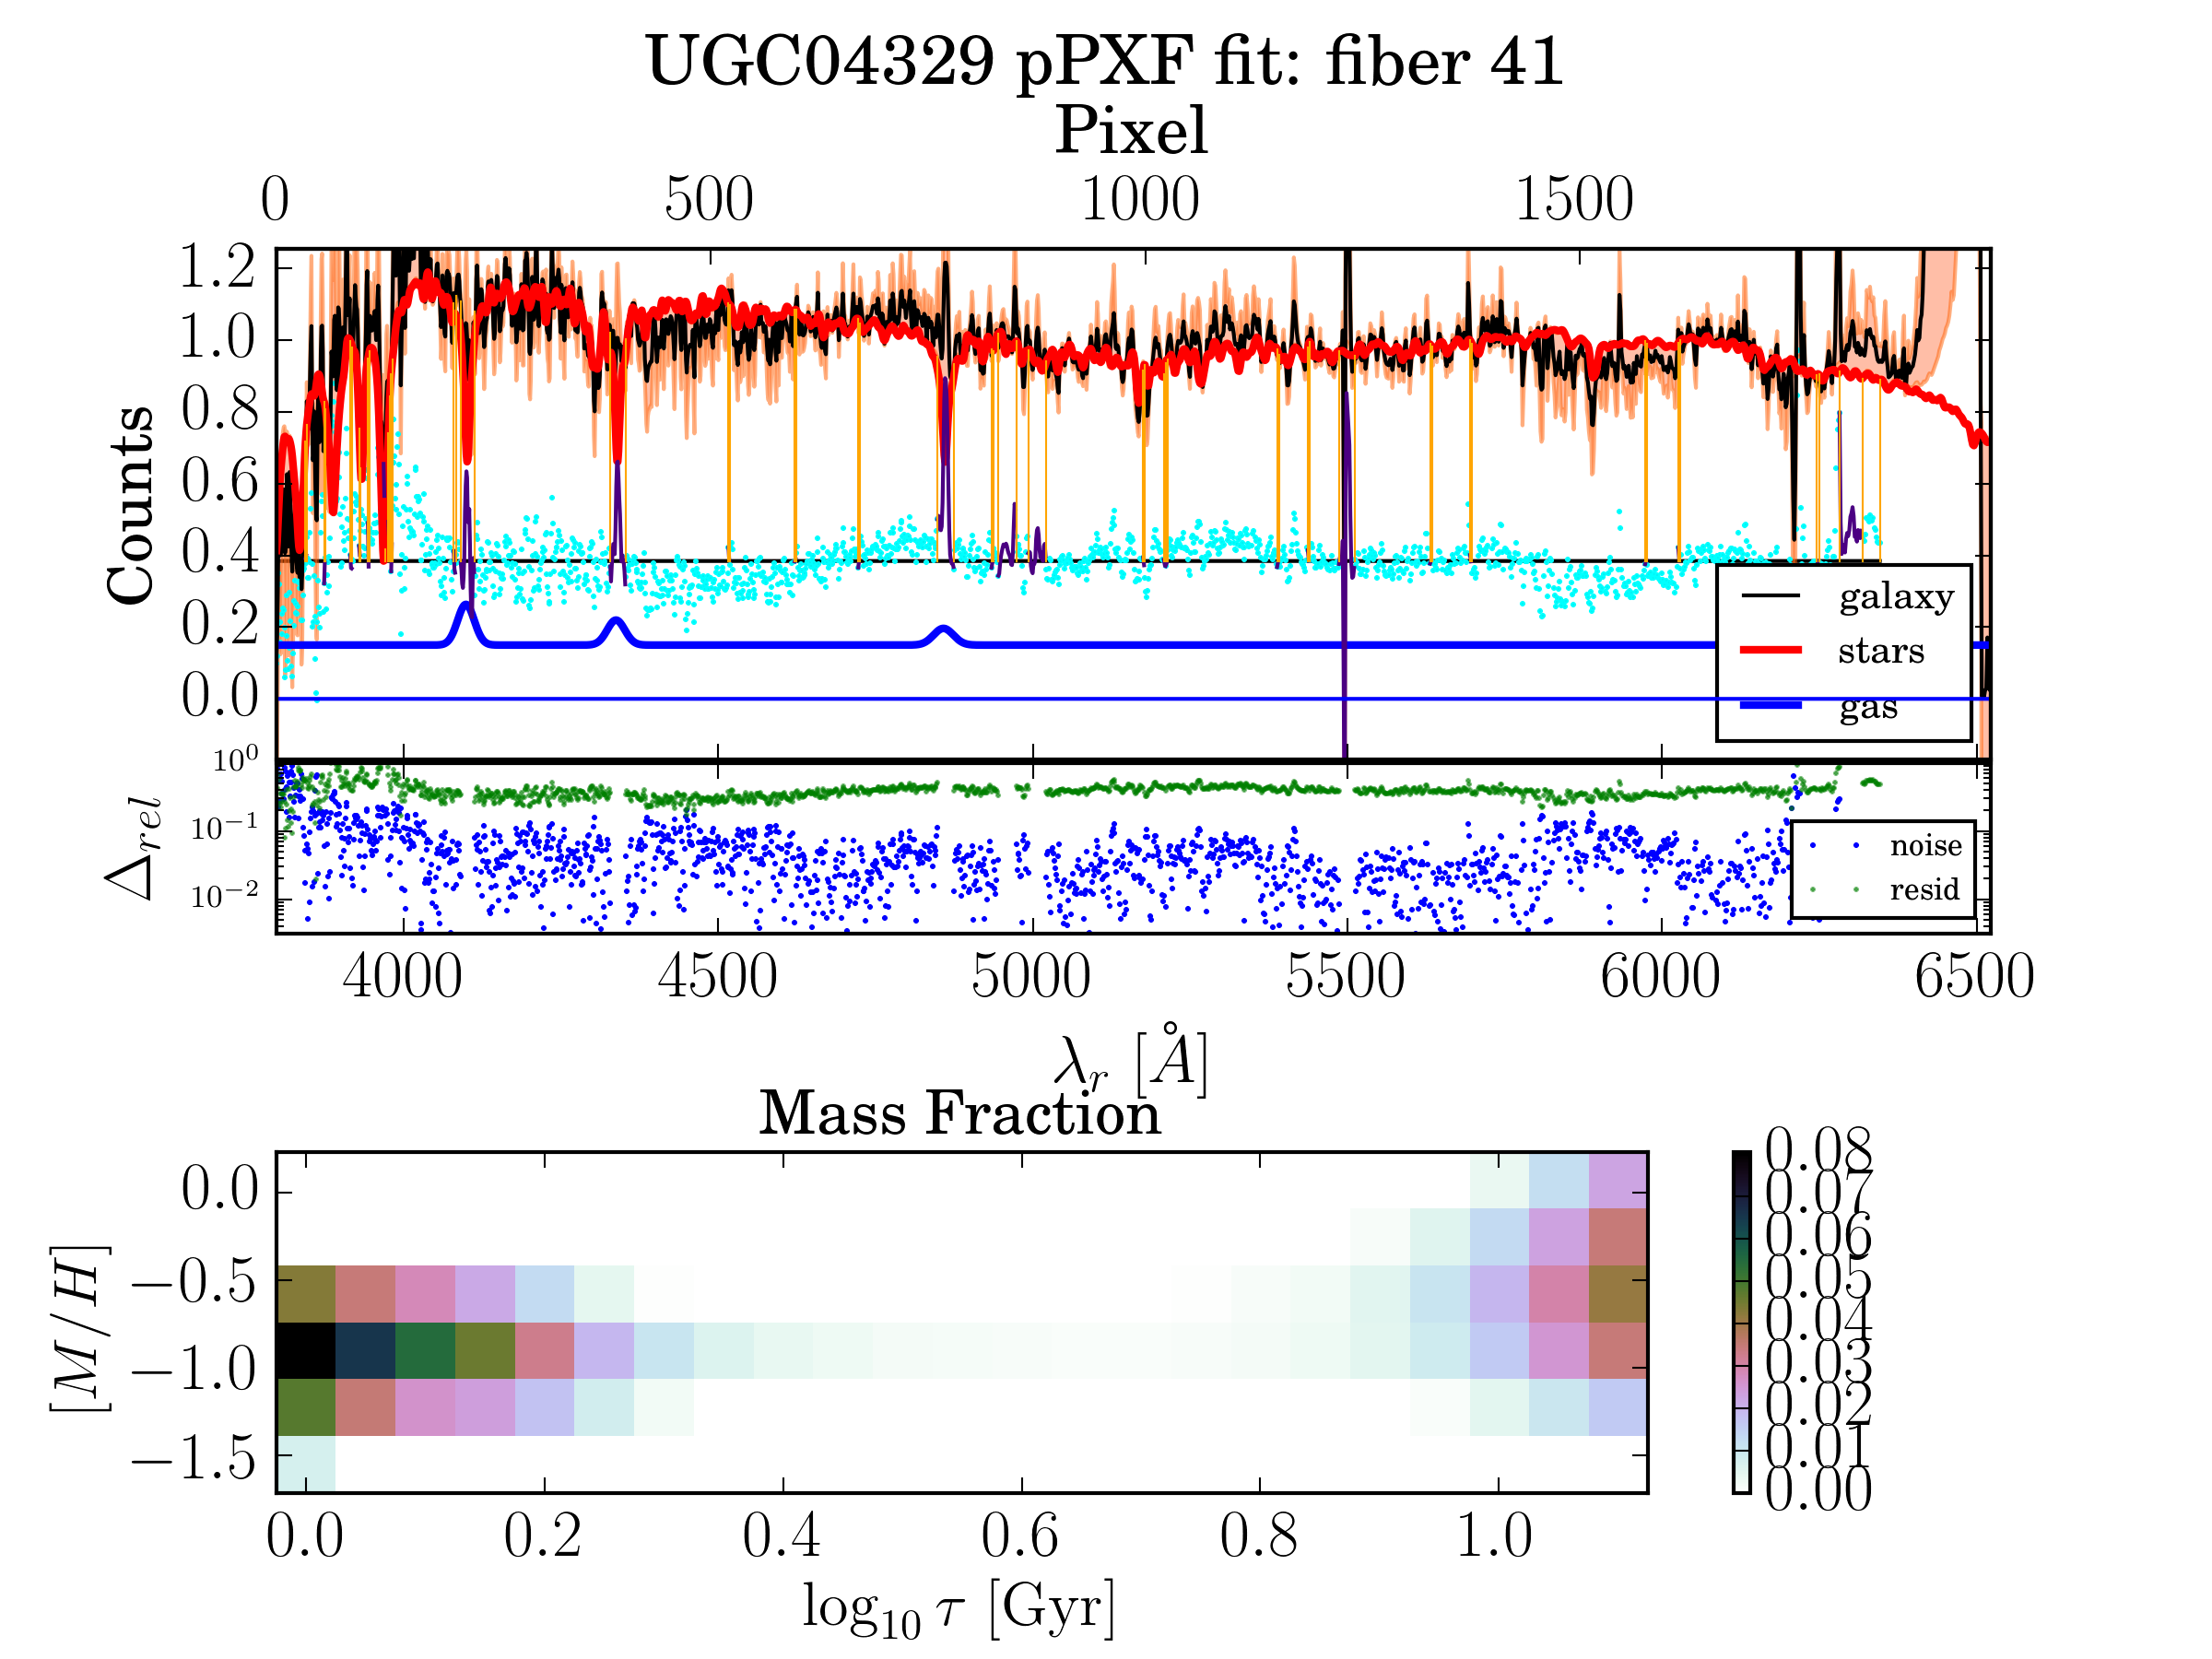 UGC04329 pPXF fit: fiber 41
Pixel
0 500 1000 1500
1.2
1.0
0.8
0.6
0.4
0.2
0.0
Counts
galaxy
stars
gas
10⁰
10⁻¹
10⁻²
Δrel
noise
resid
4000 4500 5000 5500 6000 6500
λr [Å]
Mass Fraction
0.0
−0.5
−1.0
−1.5
[M/H]
0.0 0.2 0.4 0.6 0.8 1.0
log₁₀ τ [Gyr]
0.08
0.07
0.06
0.05
0.04
0.03
0.02
0.01
0.00